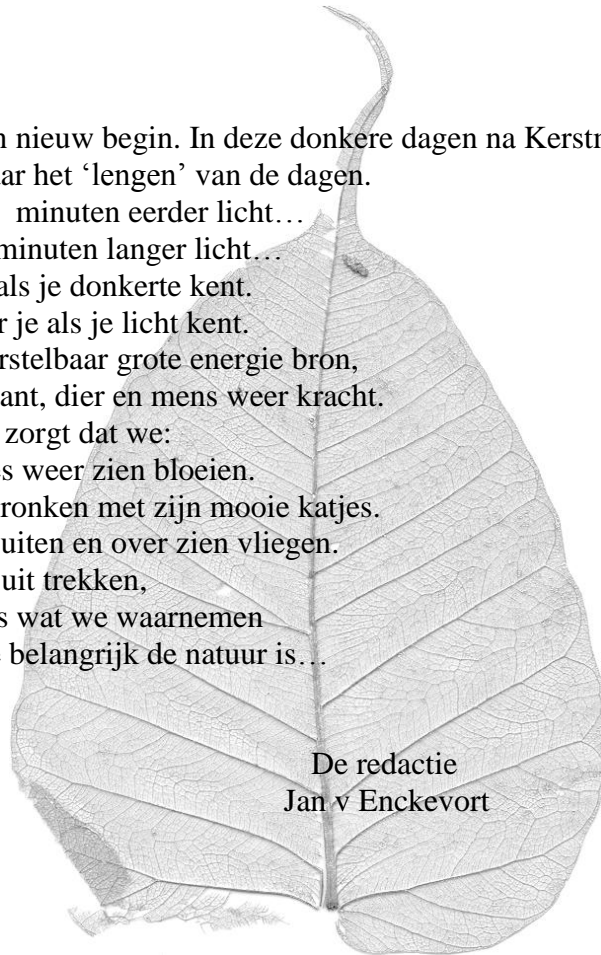 n nieuw begin. In deze donkere dagen na Kerstm
ar het ‘lengen’ van de dagen.
minuten eerder licht…
minuten langer licht…
als je donkerte kent.
r je als je licht kent.
rstelbaar grote energie bron,
ant, dier en mens weer kracht.
zorgt dat we:
es weer zien bloeien.
ronken met zijn mooie katjes.
uiten en over zien vliegen.
uit trekken,
s wat we waarnemen
e belangrijk de natuur is…
De redactie
Jan v Enckevort